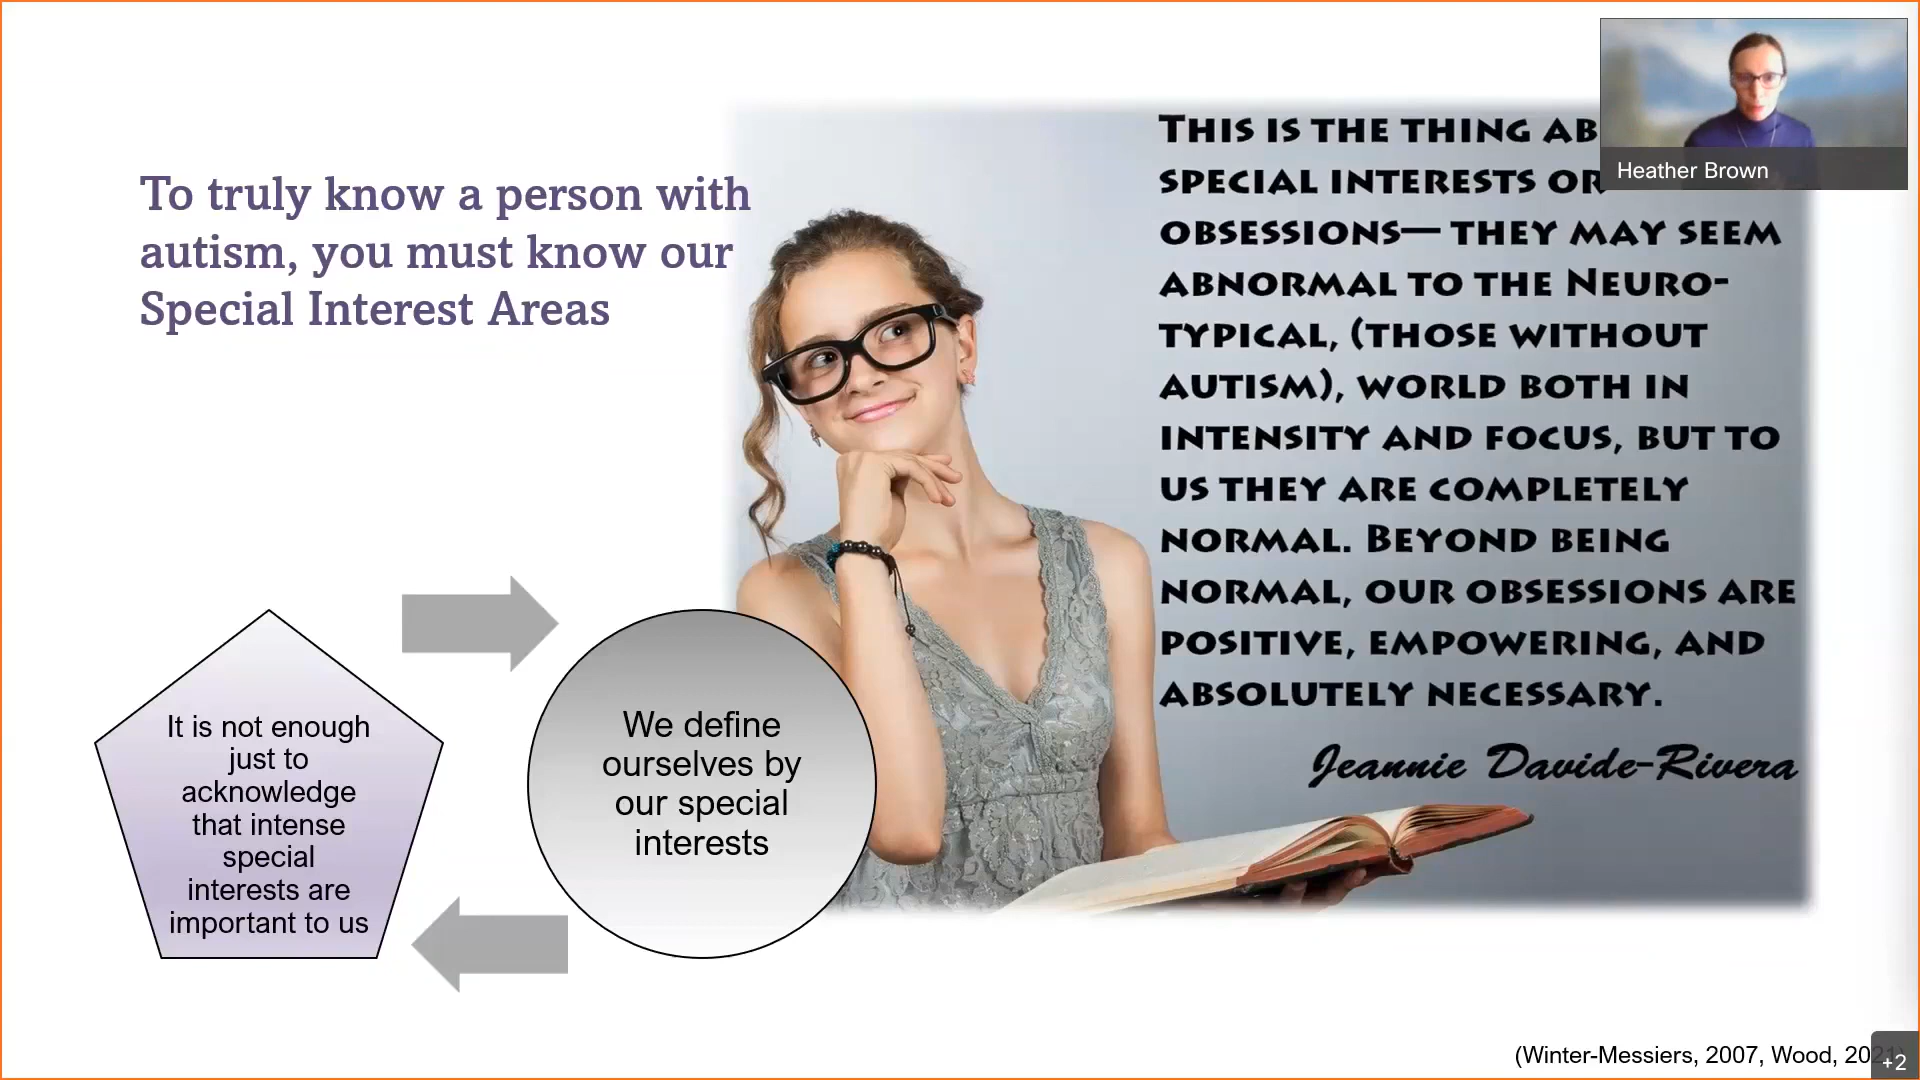 To truly know a person with
autism, you must know our
Special Interest Areas
It is not enough
just to
acknowledge
that intense
special
interests are
important to us
We define
ourselves by
our special
interests
THIS IS THE THING AB
SPECIAL INTERESTS OR
OBSESSIONS— THEY MAY SEEM
ABNORMAL TO THE NEURO-
TYPICAL, (THOSE WITHOUT
AUTISM), WORLD BOTH IN
INTENSITY AND FOCUS, BUT TO
US THEY ARE COMPLETELY
NORMAL. BEYOND BEING
NORMAL, OUR OBSESSIONS ARE
POSITIVE, EMPOWERING, AND
ABSOLUTELY NECESSARY.
Jeannie Davide-Rivera
Heather Brown
(Winter-Messiers, 2007, Wood,
+2